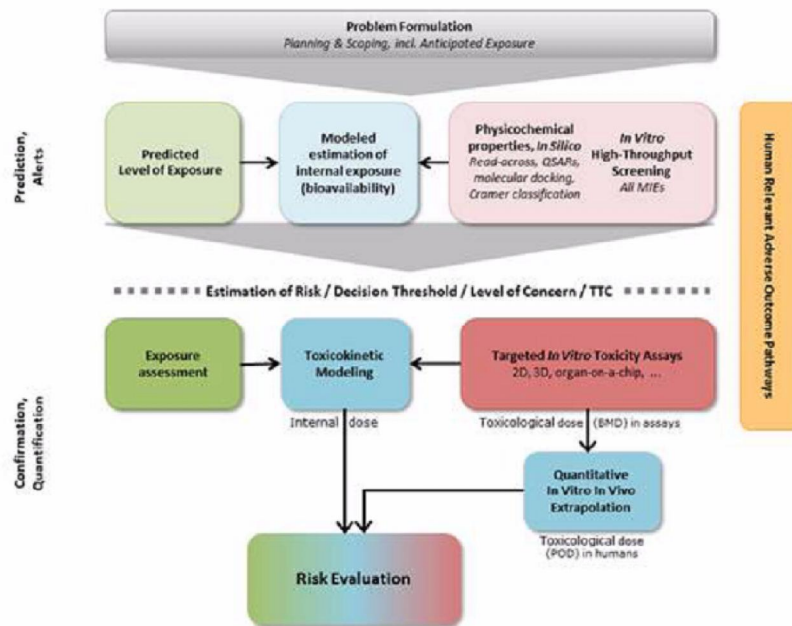 Problem Formulation
Planning & Scoping, incl. Anticipated Exposure
Prediction,
Alerts
Predicted
Level of Exposure
Modeled
estimation of
internal exposure
(bioavailability)
Physicochemical
properties, In Silico
Read-across, QSARs,
molecular docking,
Cramer classification
In Vitro
High-Throughput
Screening
All MIEs
Human Relevant Adverse Outcome Pathways
Estimation of Risk / Decision Threshold / Level of Concern / TTC
Confirmation,
Quantification
Exposure
assessment
Toxicokinetic
Modeling
Targeted In Vitro Toxicity Assays
2D, 3D, organ-on-a-chip, ...
Internal dose
Toxicological dose (BMD) in assays
Quantitative
In Vitro In Vivo
Extrapolation
Toxicological dose
(POD) in humans
Risk Evaluation